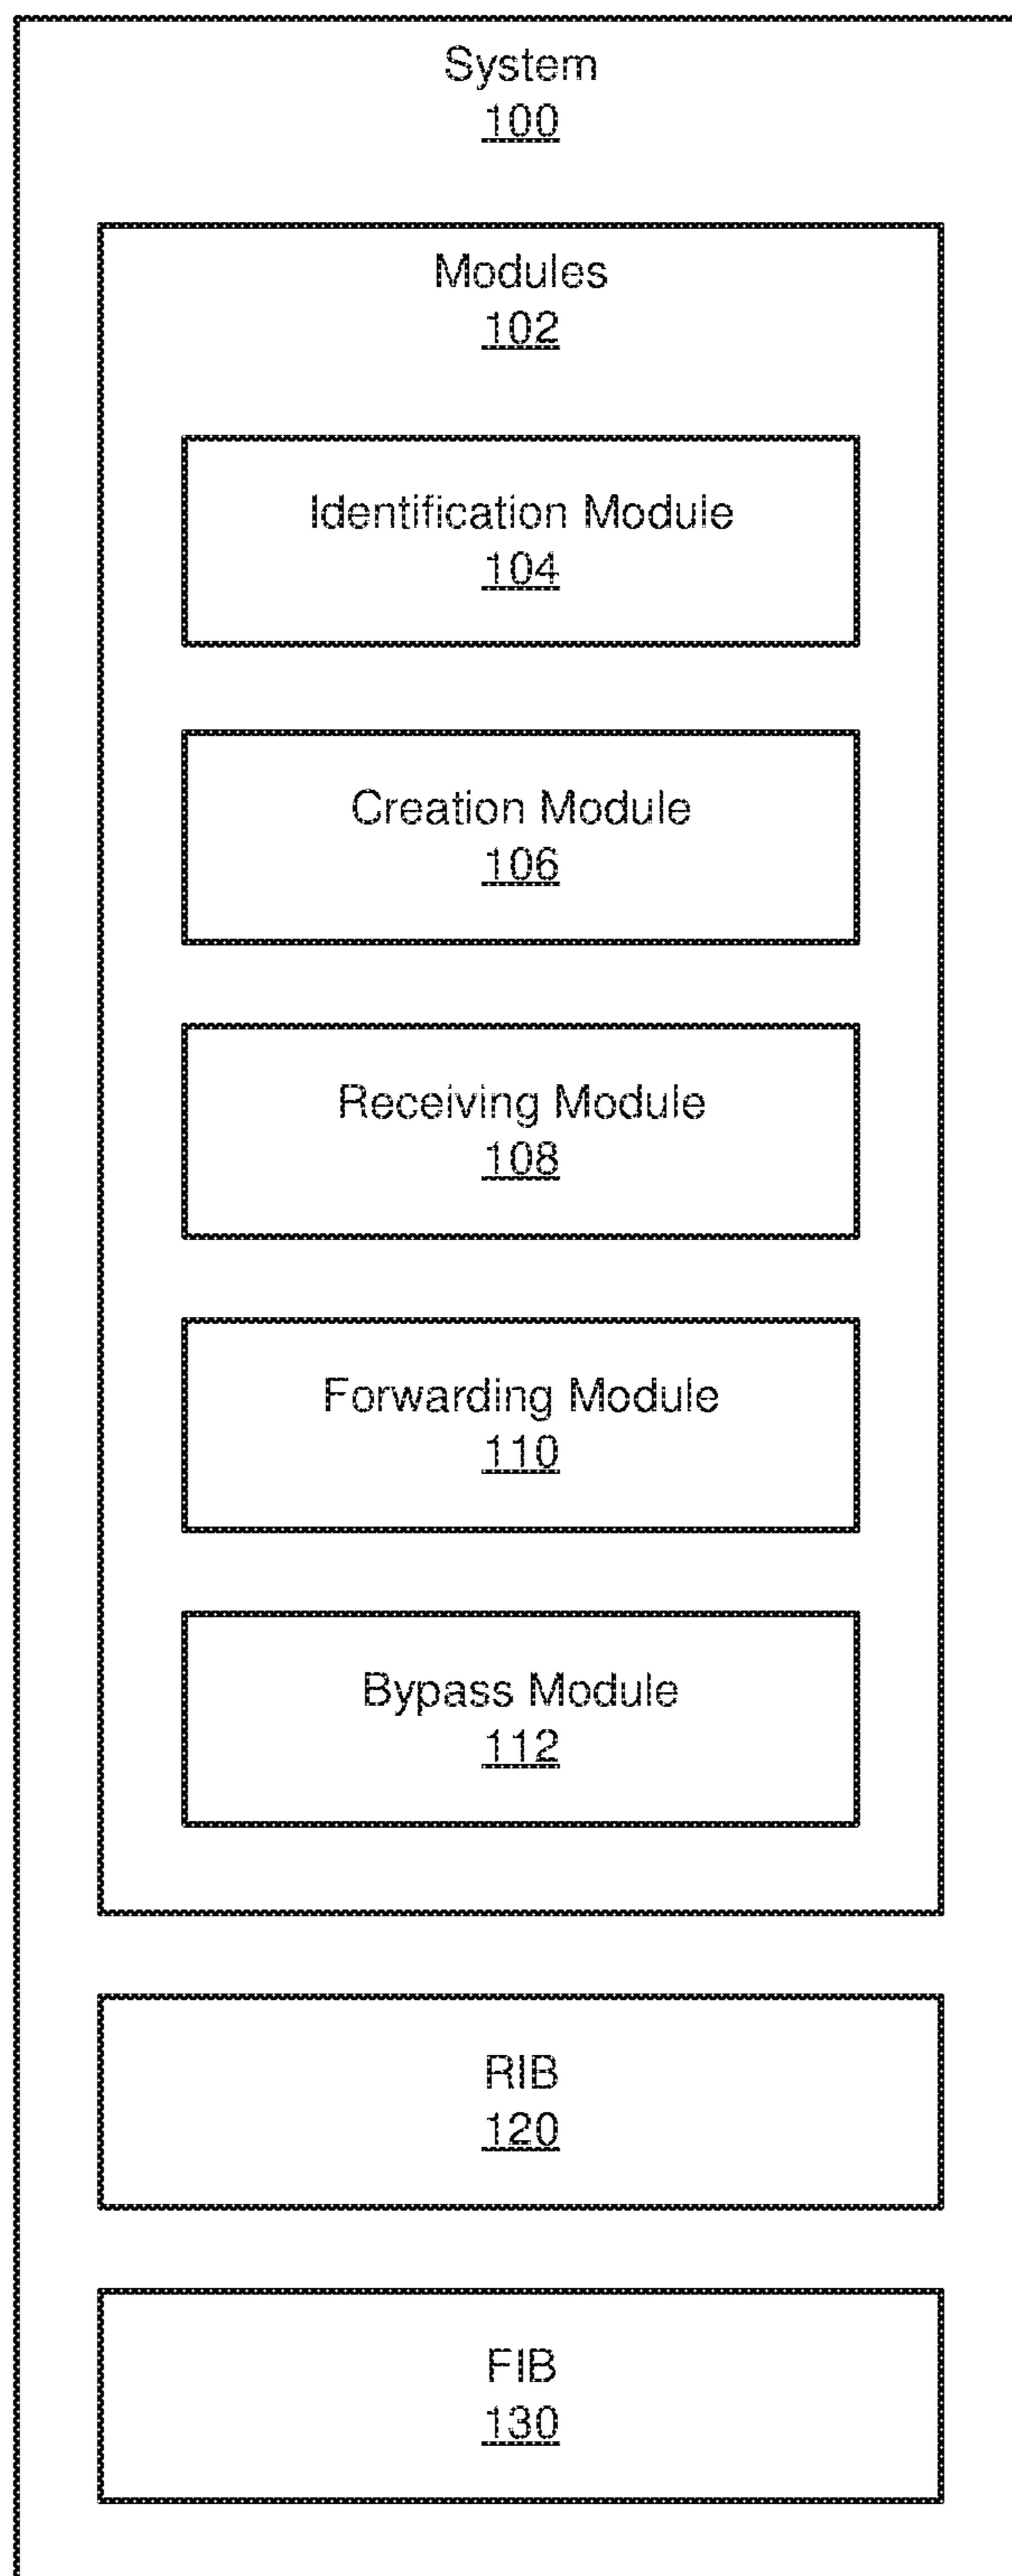 System
100
Modules
102
Identification Module
104
Creation Module
106
Receiving Module
108
Forwarding Module
110
Bypass Module
112
RIB
120
FIB
130